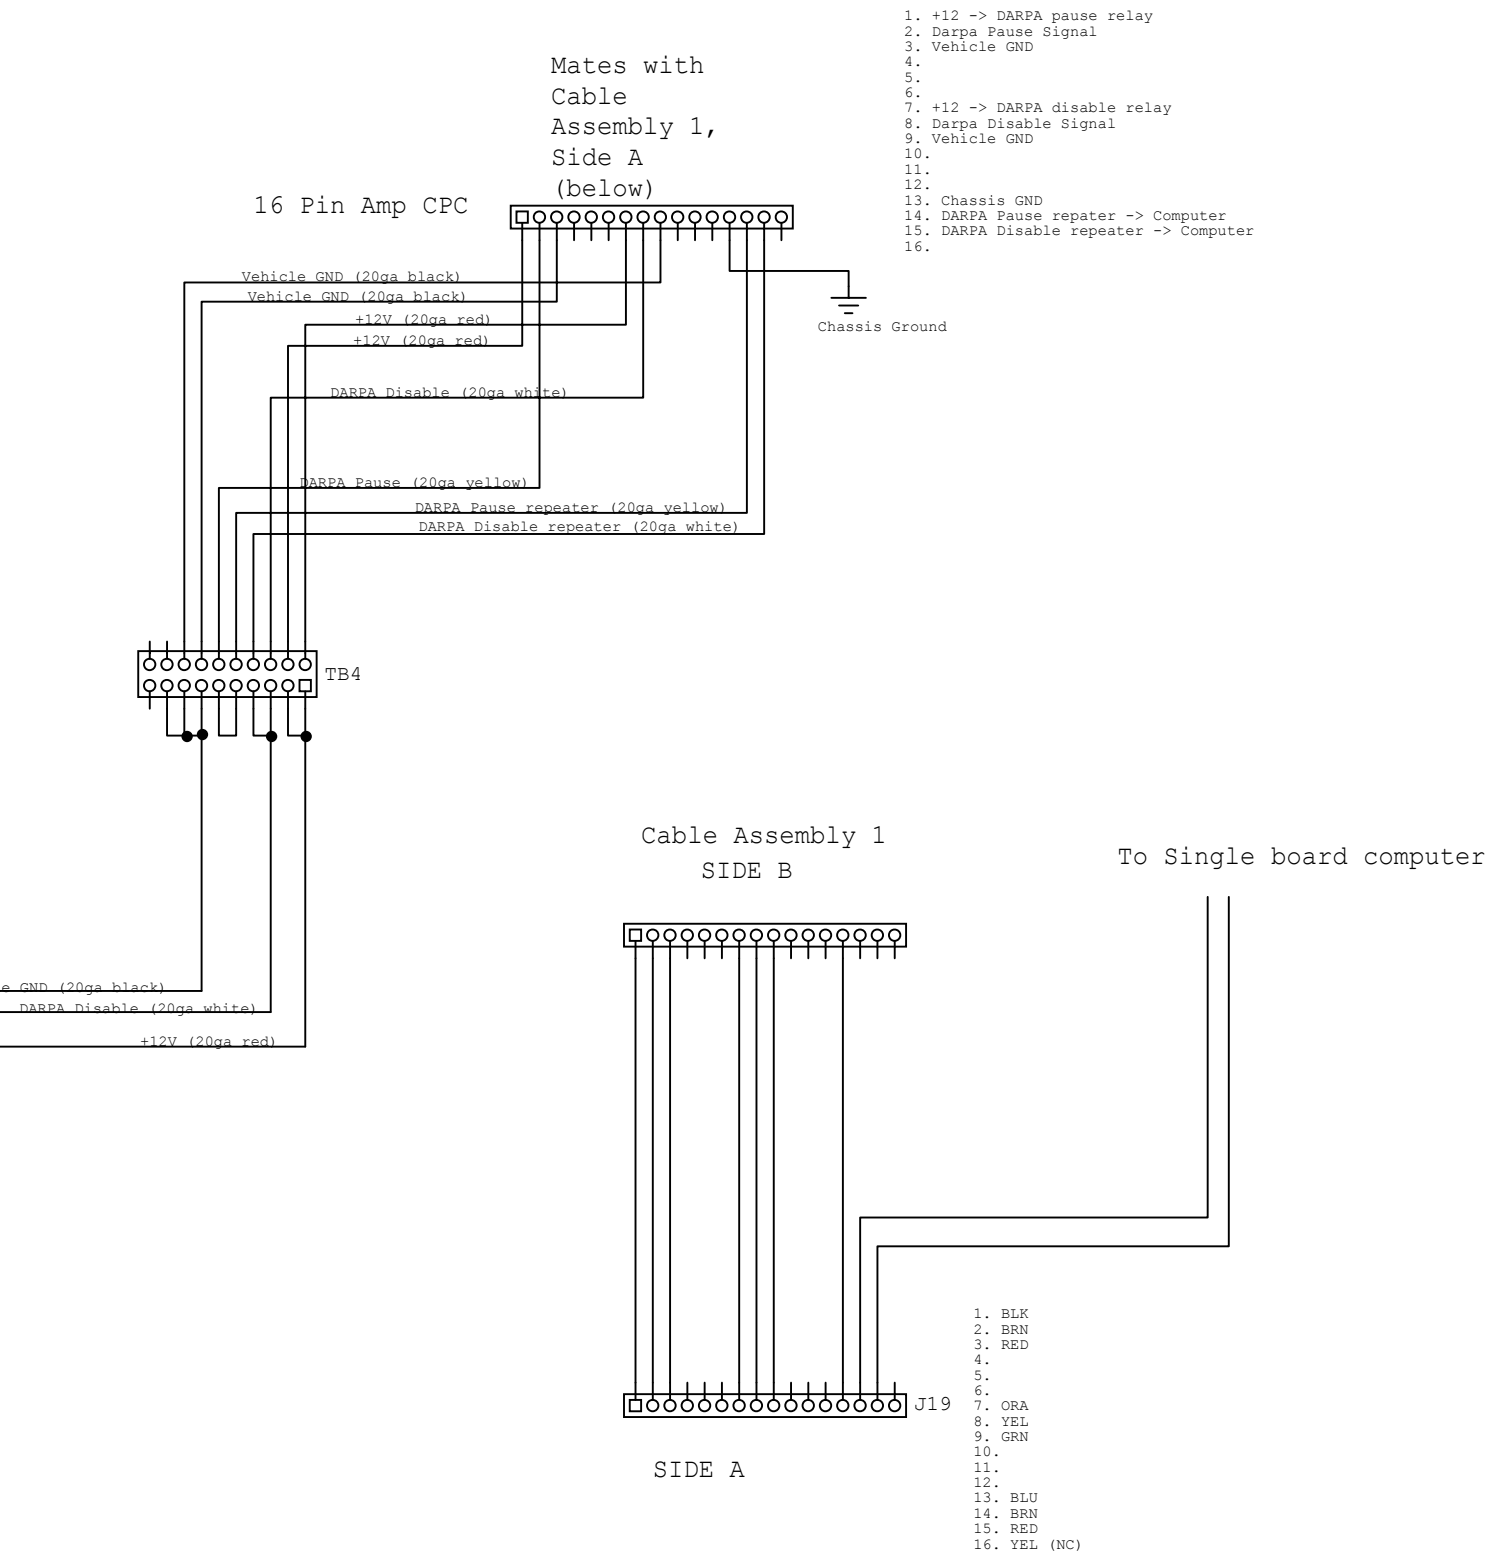 1. +12 -> DARPA pause relay
2. Darpa Pause Signal
3. Vehicle GND
4.
5.
6.
7. +12 -> DARPA disable relay
8. Darpa Disable Signal
9. Vehicle GND
10.
11.
12.
13. Chassis GND
14. DARPA Pause repater -> Computer
15. DARPA Disable repeater -> Computer
16.
Mates with
Cable
Assembly 1,
Side A
(below)
16 Pin Amp CPC
Vehicle GND (20ga black)
Vehicle GND (20ga black)
+12V (20ga red)
+12V (20ga red)
Chassis Ground
DARPA Disable (20ga white)
DARPA Pause (20ga yellow)
DARPA Pause repeater (20ga yellow)
DARPA Disable repeater (20ga white)
TB4
Cable Assembly 1
SIDE B
To Single board computer
e GND (20ga black)
DARPA Disable (20ga white)
+12V (20ga red)
J19
SIDE A
1. BLK
2. BRN
3. RED
4.
5.
6.
7. ORA
8. YEL
9. GRN
10.
11.
12.
13. BLU
14. BRN
15. RED
16. YEL (NC)